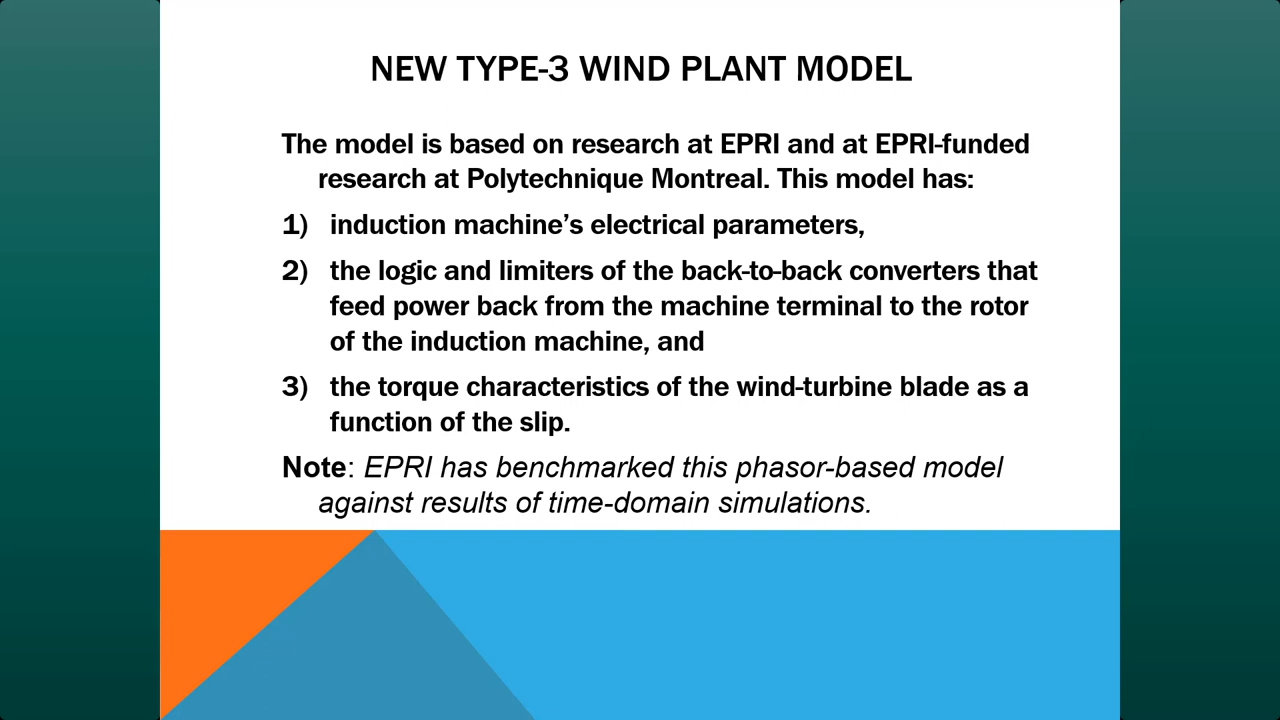 NEW TYPE-3 WIND PLANT MODEL
The model is based on research at EPRI and at EPRI-funded
research at Polytechnique Montreal. This model has:
1) induction machine’s electrical parameters,
2) the logic and limiters of the back-to-back converters that
feed power back from the machine terminal to the rotor
of the induction machine, and
3) the torque characteristics of the wind-turbine blade as a
function of the slip.
Note: EPRI has benchmarked this phasor-based model
against results of time-domain simulations.